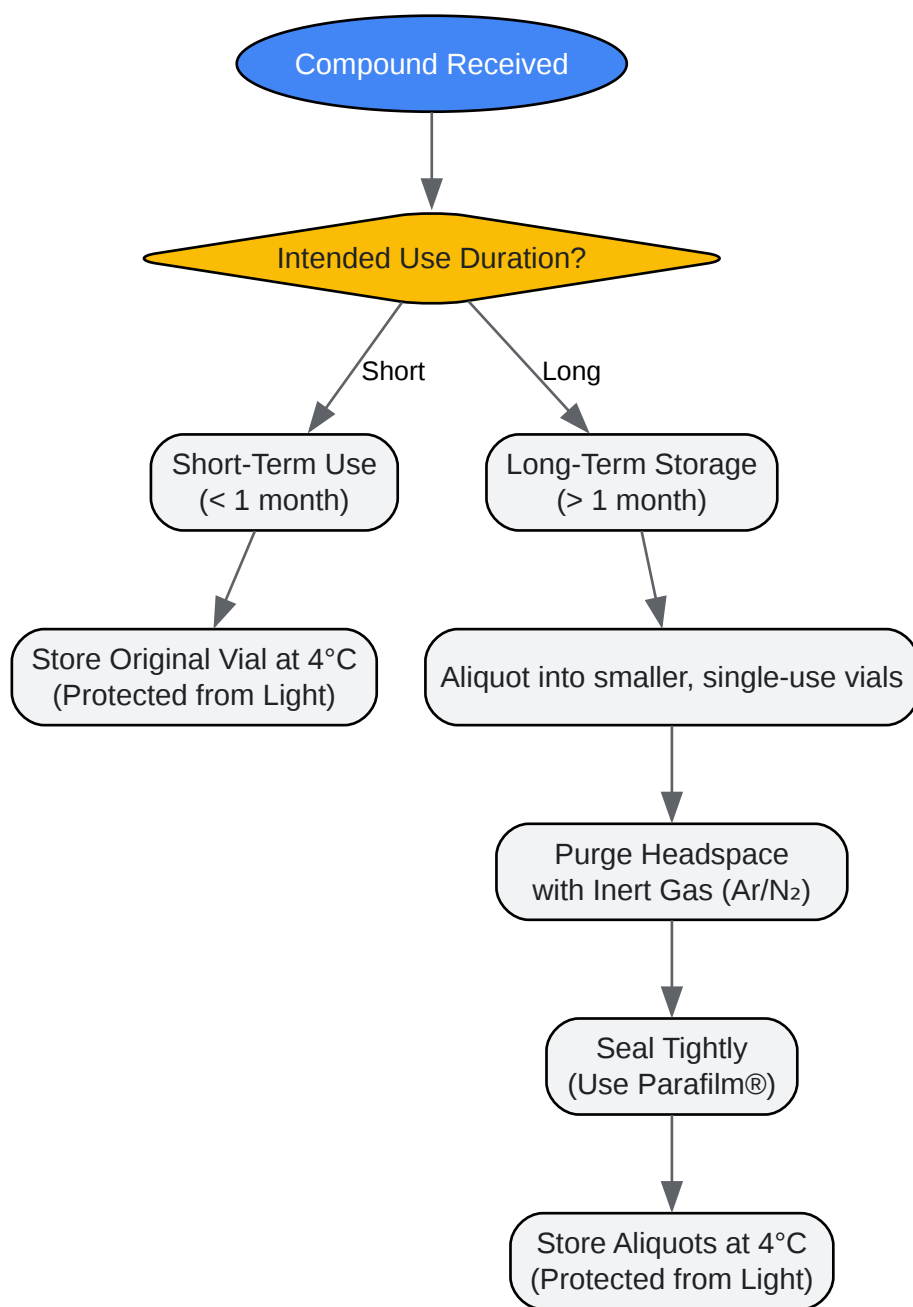 Compound Received
Intended Use Duration?
Short
Long
Short-Term Use
(< 1 month)
Long-Term Storage
(> 1 month)
Store Original Vial at 4°C
(Protected from Light)
Aliquot into smaller, single-use vials
Purge Headspace
with Inert Gas (Ar/N₂)
Seal Tightly
(Use Parafilm®)
Store Aliquots at 4°C
(Protected from Light)